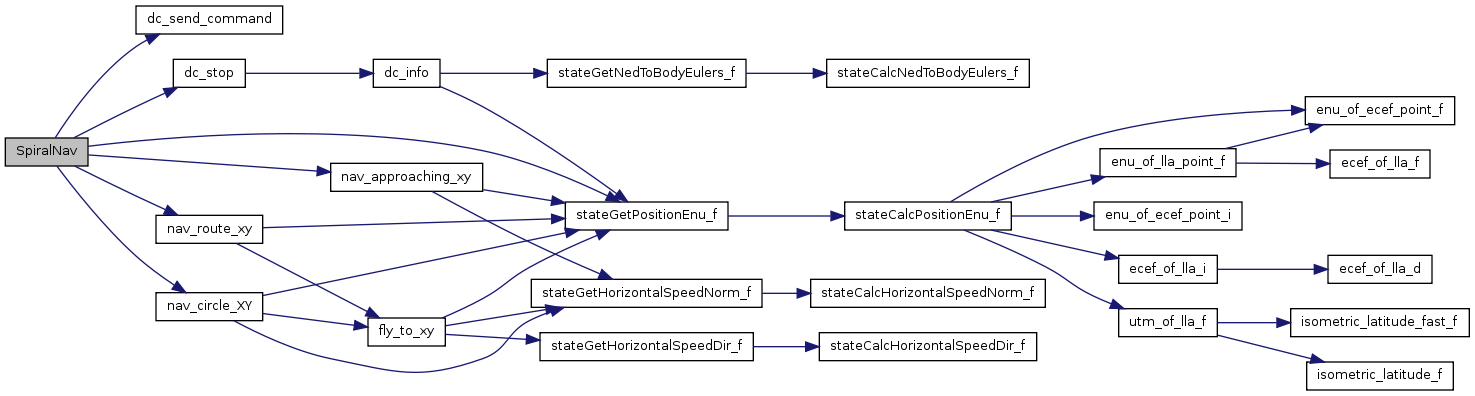 dc_send_command
dc_stop
dc_info
stateGetNedToBodyEulers_f
stateCalcNedToBodyEulers_f
enu_of_ecef_point_f
SpiralNav
enu_of_lla_point_f
ecef_of_lla_f
nav_approaching_xy
stateGetPositionEnu_f
stateCalcPositionEnu_f
enu_of_ecef_point_i
nav_route_xy
ecef_of_lla_i
ecef_of_lla_d
nav_circle_XY
stateGetHorizontalSpeedNorm_f
stateCalcHorizontalSpeedNorm_f
fly_to_xy
utm_of_lla_f
isometric_latitude_fast_f
stateGetHorizontalSpeedDir_f
stateCalcHorizontalSpeedDir_f
isometric_latitude_f